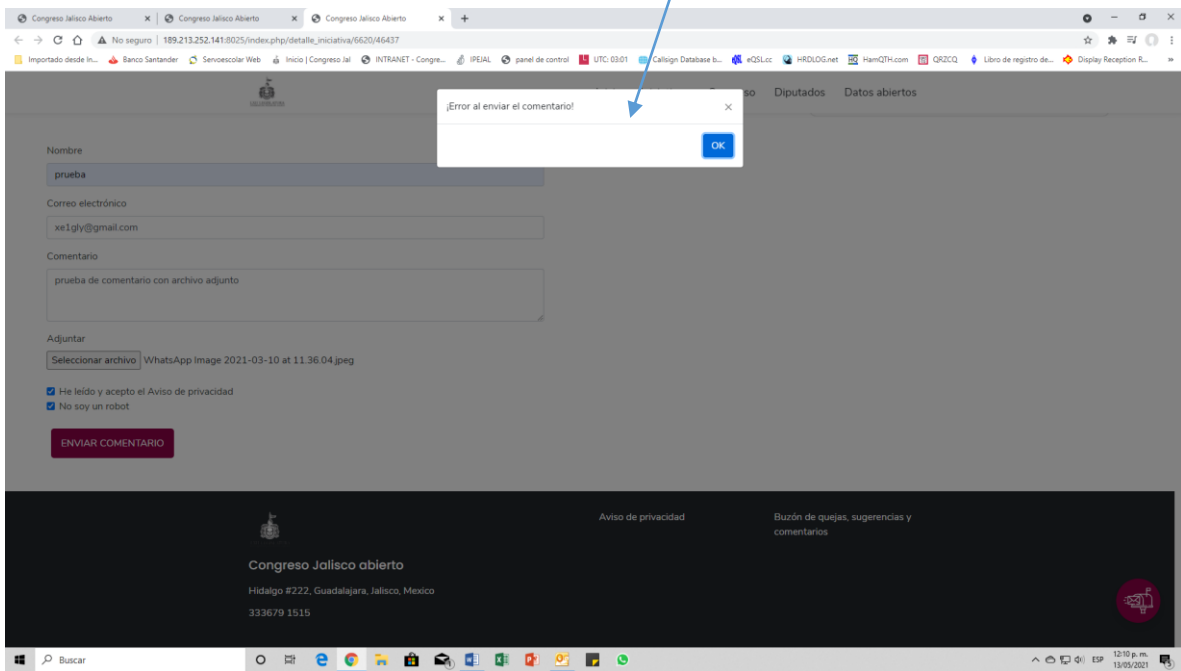 Congreso Jalisco Abierto
Congreso Jalisco Abierto
Congreso Jalisco Abierto
No seguro | 189.213.252.141:8025/index.php/detalle_iniciativa/6620/46437
Importado desde In... Banco Santander Servoescolar Web Inicio | Congreso Jal INTRANET - Congre... IPEJAL panel de control UTC: 03:01 Callsign Database b... eQSL.cc HRDLOG.net HamQTH.com QRZCQ Libro de registro de... Display Reception R... »
so Diputados Datos abiertos
¡Error al enviar el comentario!
OK
Nombre
prueba
Correo electrónico
xe1gly@gmail.com
Comentario
prueba de comentario con archivo adjunto
Adjuntar
Seleccionar archivo WhatsApp Image 2021-03-10 at 11.36.04.jpeg
He leído y acepto el Aviso de privacidad
No soy un robot
ENVIAR COMENTARIO
Aviso de privacidad
Buzón de quejas, sugerencias y
comentarios
Congreso Jalisco abierto
Hidalgo #222, Guadalajara, Jalisco, Mexico
333679 1515
Buscar
ESP
12:10 p. m.
13/05/2021